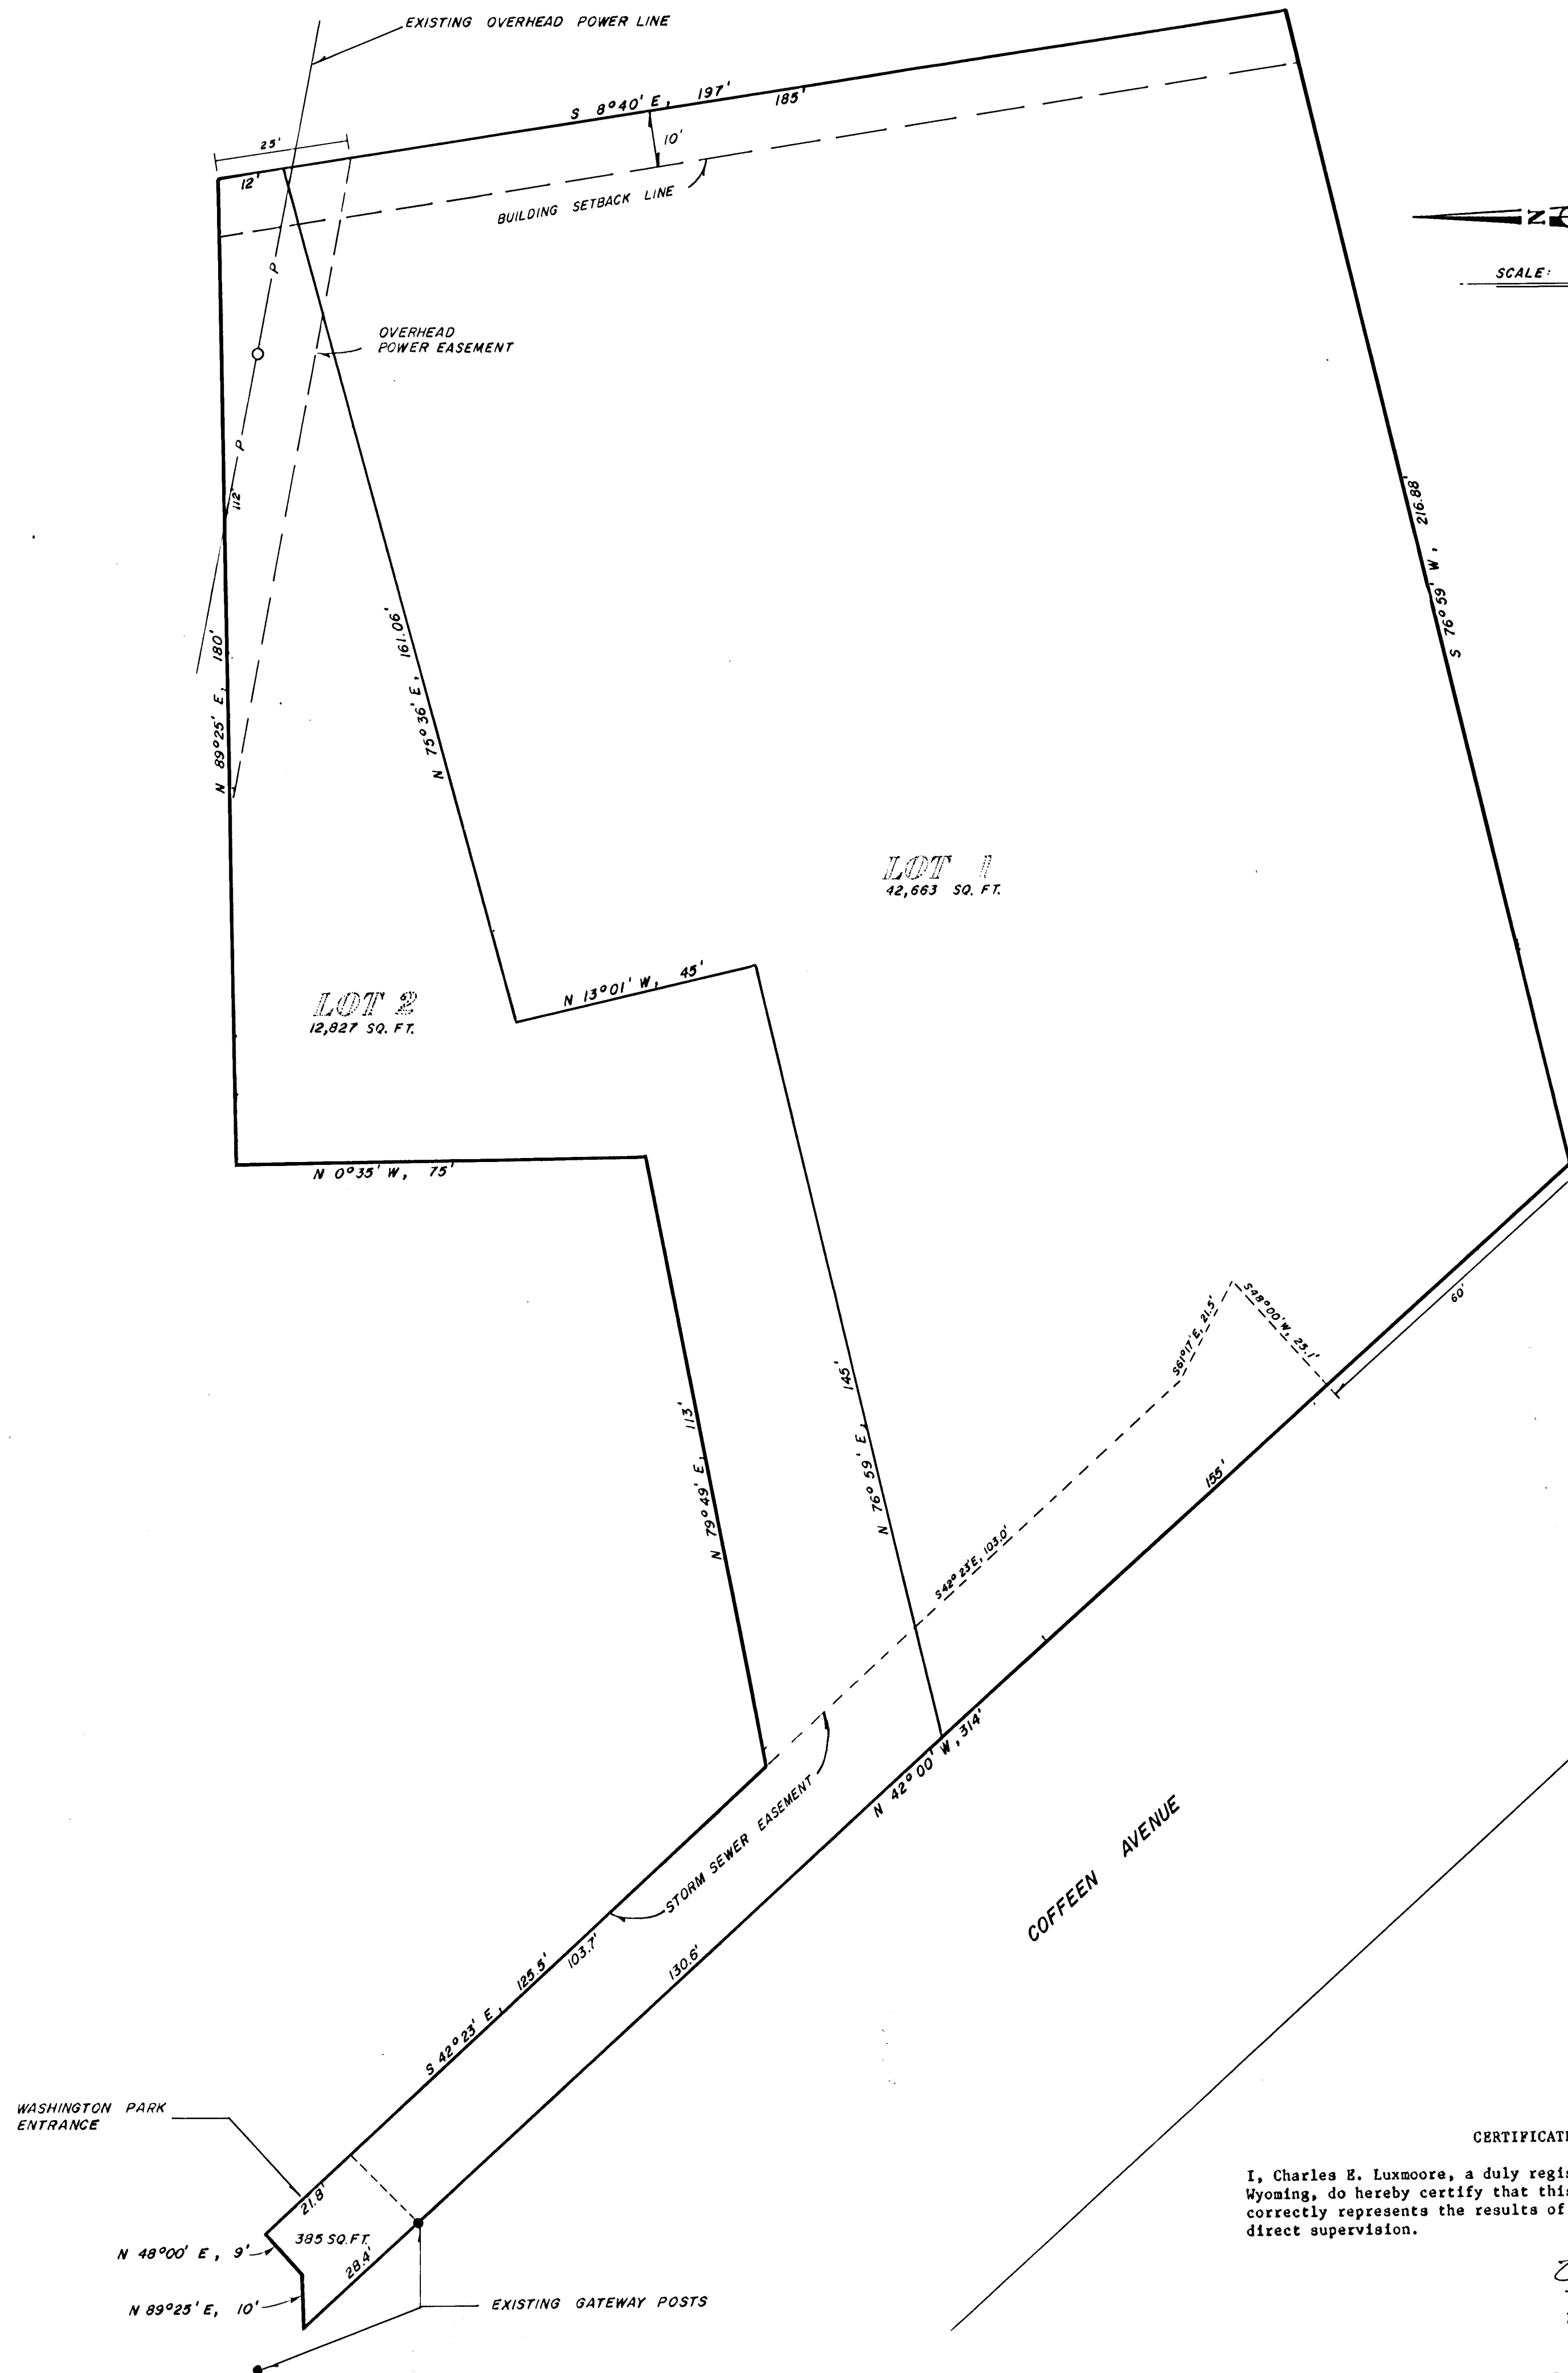 EXISTING OVERHEAD POWER LINE
S 8°40' E, 197'
185'
25'
10'
12'
BUILDING SETBACK LINE
N
SCALE:
P
OVERHEAD
POWER EASEMENT
P
112'
N 89°25' E, 180'
N 75°36' E, 161.06'
S 76°59' W, 216.88'
LOT 1
42,663 SQ. FT.
N 13°01' W, 45'
LOT 2
12,827 SQ. FT.
N 0°35' W, 75'
S48°00'W, 25.1'
S61°17'E, 21.5'
60'
N 79°49' E, 113'
N 76°59' E, 145'
155'
S42°23'E, 103.0'
N 42°00' W, 314'
STORM SEWER EASEMENT
COFFEEN AVENUE
S 42°23' E, 125.5'
103.7'
130.6'
WASHINGTON PARK
ENTRANCE
21.8'
385 SQ. FT.
28.4'
N 48°00' E, 9'
N 89°25' E, 10'
EXISTING GATEWAY POSTS
CERTIFICAT
I, Charles E. Luxmoore, a duly regis
Wyoming, do hereby certify that this
correctly represents the results of
direct supervision.